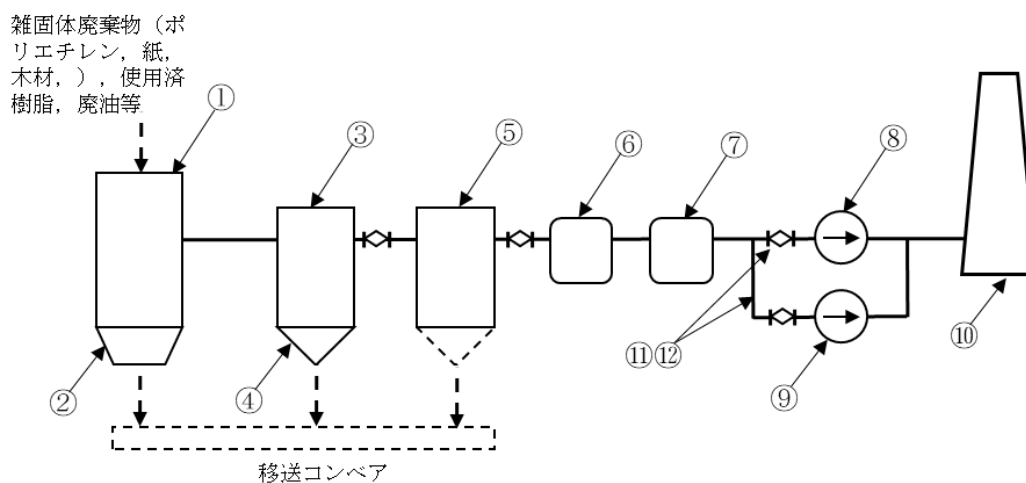 雑固体廃棄物（ポ
リエチレン，紙，
木材，），使用済
樹脂，廃油等
①
③
⑤
⑥
⑦
⑧
⑩
⑪⑫
②
④
⑨
移送コンベア